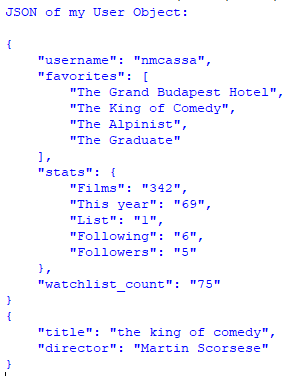 JSON of my User Object:
{
"username": "nmcassa",
"favorites": [
"The Grand Budapest Hotel",
"The King of Comedy",
"The Alpinist",
"The Graduate"
],
"stats": {
"Films": "342",
"This year": "69",
"List": "1",
"Following": "6",
"Followers": "5"
},
"watchlist_count": "75"
}
{
"title": "the king of comedy",
"director": "Martin Scorsese"
}